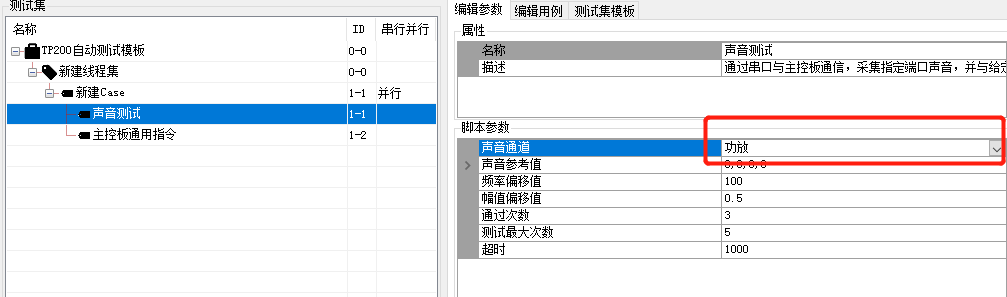 测试集
名称 ID 串行并行
TP200自动测试模板 0-0
新建线程集 0-0
新建Case 1-1 并行
声音测试 1-1
主控板通用指令 1-2
编辑参数 编辑用例 测试集模板
属性
名称 声音测试
描述 通过串口与主控板通信，采集指定端口声音，并与给定
脚本参数
声音通道 功放
声音参考值 0,0,0,0
频率偏移值 100
幅值偏移值 0.5
通过次数 3
测试最大次数 5
超时 1000